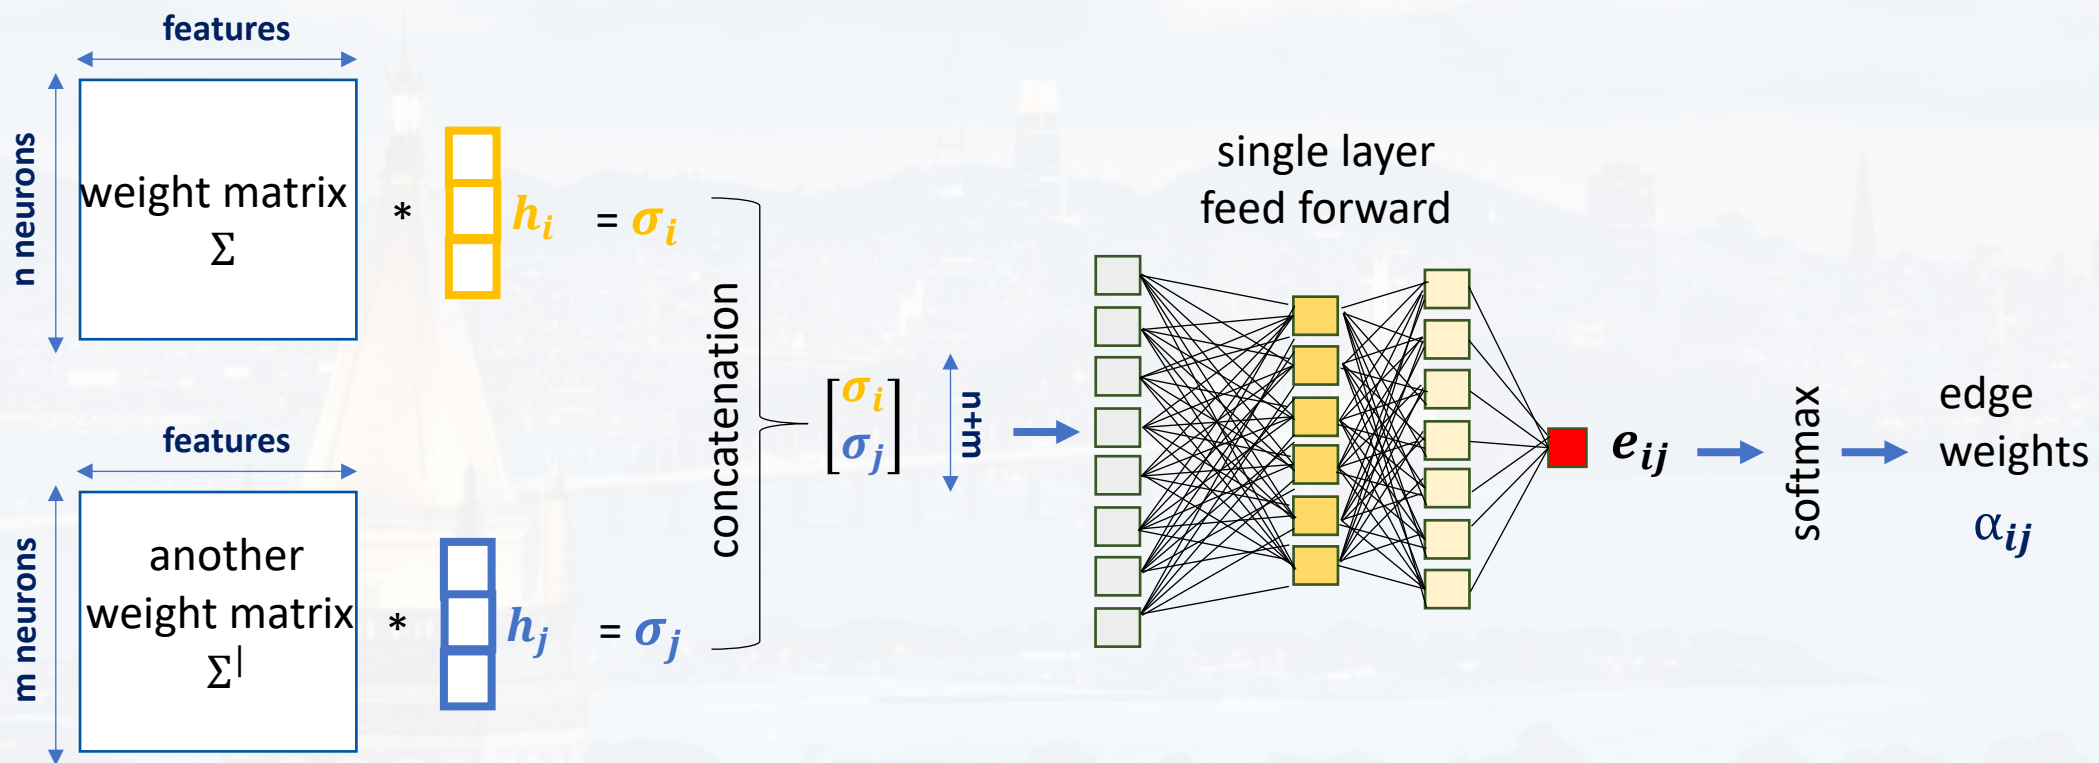 features
n neurons
weight matrix
Σ
*
h_i = σ_i
features
m neurons
another
weight matrix
Σ^|
*
h_j = σ_j
concatenation
[σ_i
σ_j]
n+m
single layer
feed forward
e_ij
softmax
edge
weights
α_ij